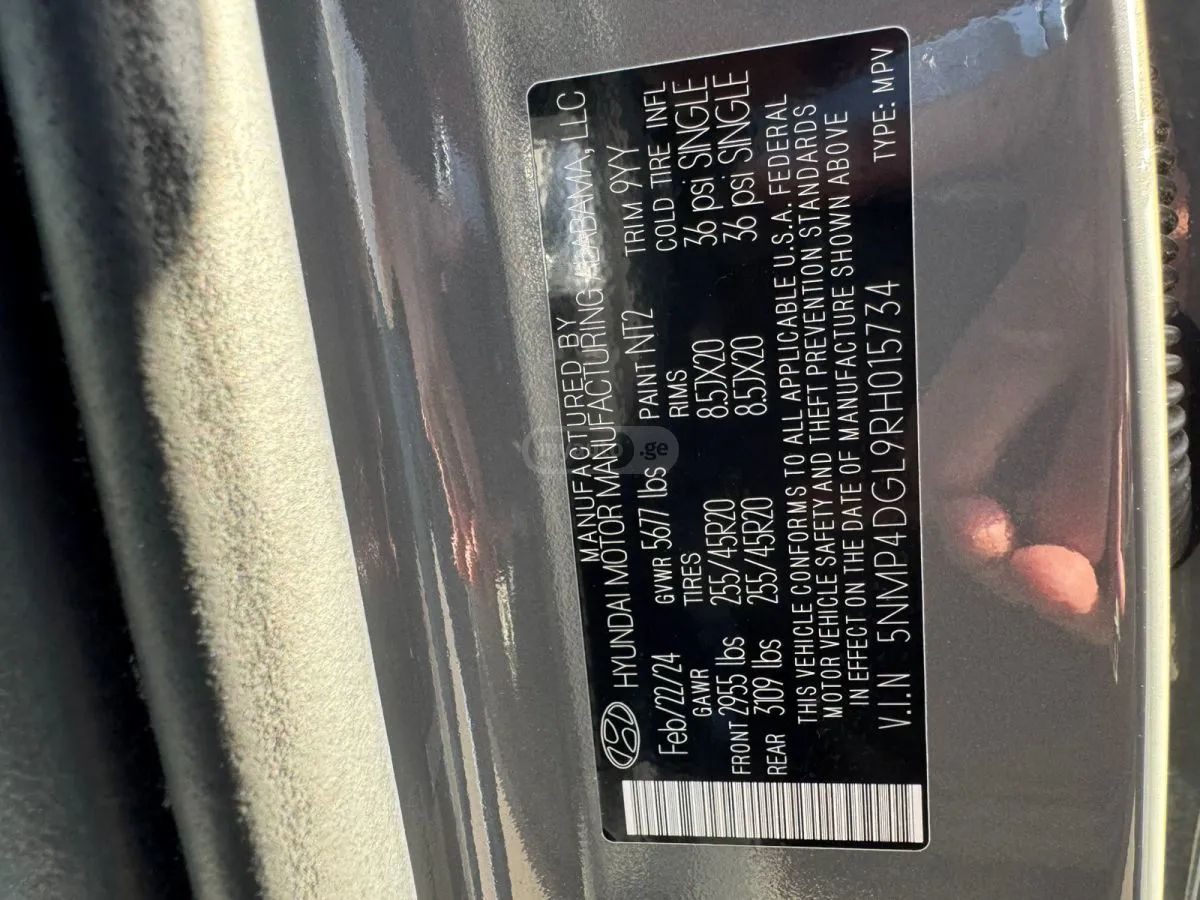 MANUFACTURED BY
HYUNDAI MOTOR MANUFACTURING ALABAMA, LLC
Feb/22/24 GVWR 5677 lbs PAINT NT2 TRIM 9YY
GAWR TIRES RIMS COLD TIRE INFL
FRONT 2955 lbs 255/45R20 8.5JX20 36 psi SINGLE
REAR 3109 lbs 255/45R20 8.5JX20 36 psi SINGLE
THIS VEHICLE CONFORMS TO ALL APPLICABLE U.S.A. FEDERAL
MOTOR VEHICLE SAFETY AND THEFT PREVENTION STANDARDS
IN EFFECT ON THE DATE OF MANUFACTURE SHOWN ABOVE
V.I.N 5NMP4DGL9RH015734 TYPE: MPV
.ge